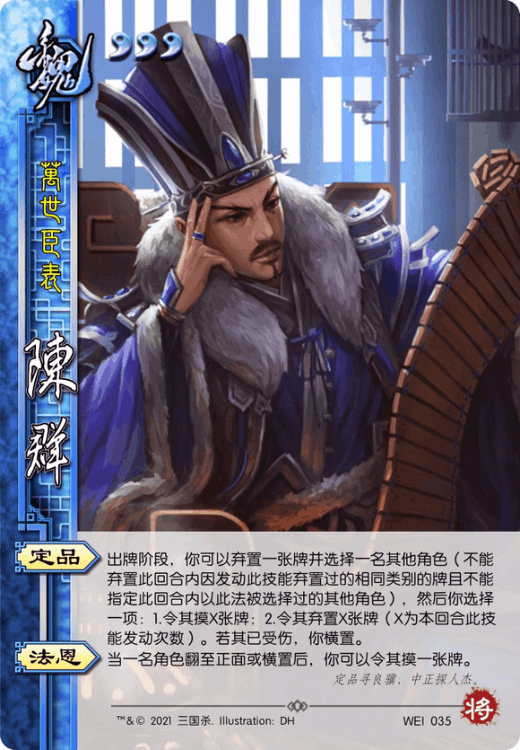 魏
萬世臣表
陳群
定品
出牌阶段，你可以弃置一张牌并选择一名其他角色（不能
弃置此回合内因发动此技能弃置过的相同类别的牌且不能
指定此回合内以此法被选择过的其他角色），然后你选择
一项：1.令其摸X张牌；2.令其弃置X张牌（X为本回合此技
能发动次数）。若其已受伤，你横置。
法恩
当一名角色翻至正面或横置后，你可以令其摸一张牌。
定品寻良骥，中正探人杰。
™&© 2021 三国杀. Illustration: DH
WEI 035
将